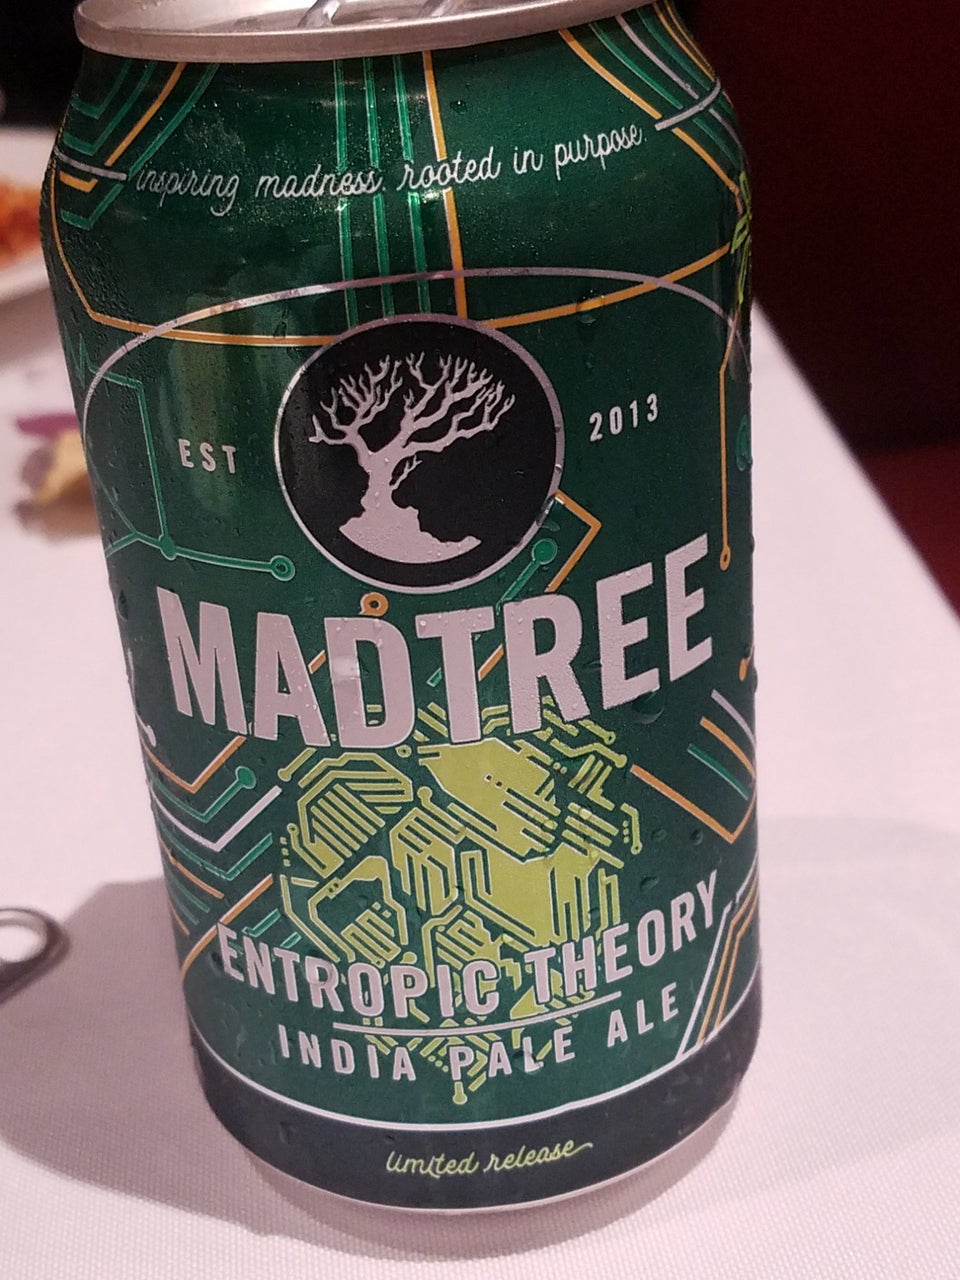 inspiring madness. rooted in purpose.
EST 2013
MADTREE
ENTROPIC THEORY
INDIA PALE ALE
limited release